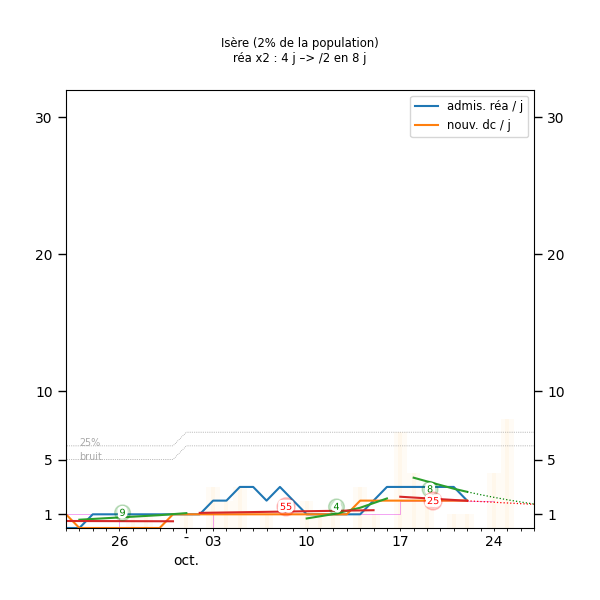 Isère (2% de la population)
réa x2 : 4 j –> /2 en 8 j
admis. réa / j
nouv. dc / j
30 30
20 20
10 10
25%
bruit
5 5
8
25
9 55 4
1 1
26 - 03 10 17 24
oct.